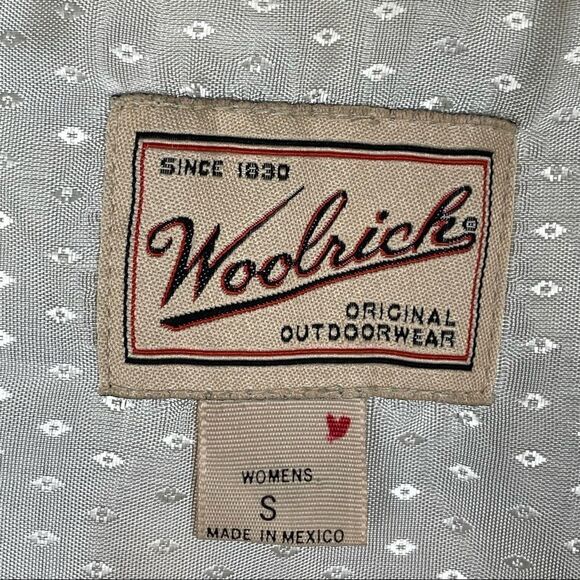 SINCE 1830
Woolrich®
ORIGINAL
OUTDOORWEAR
WOMENS
S
MADE IN MEXICO